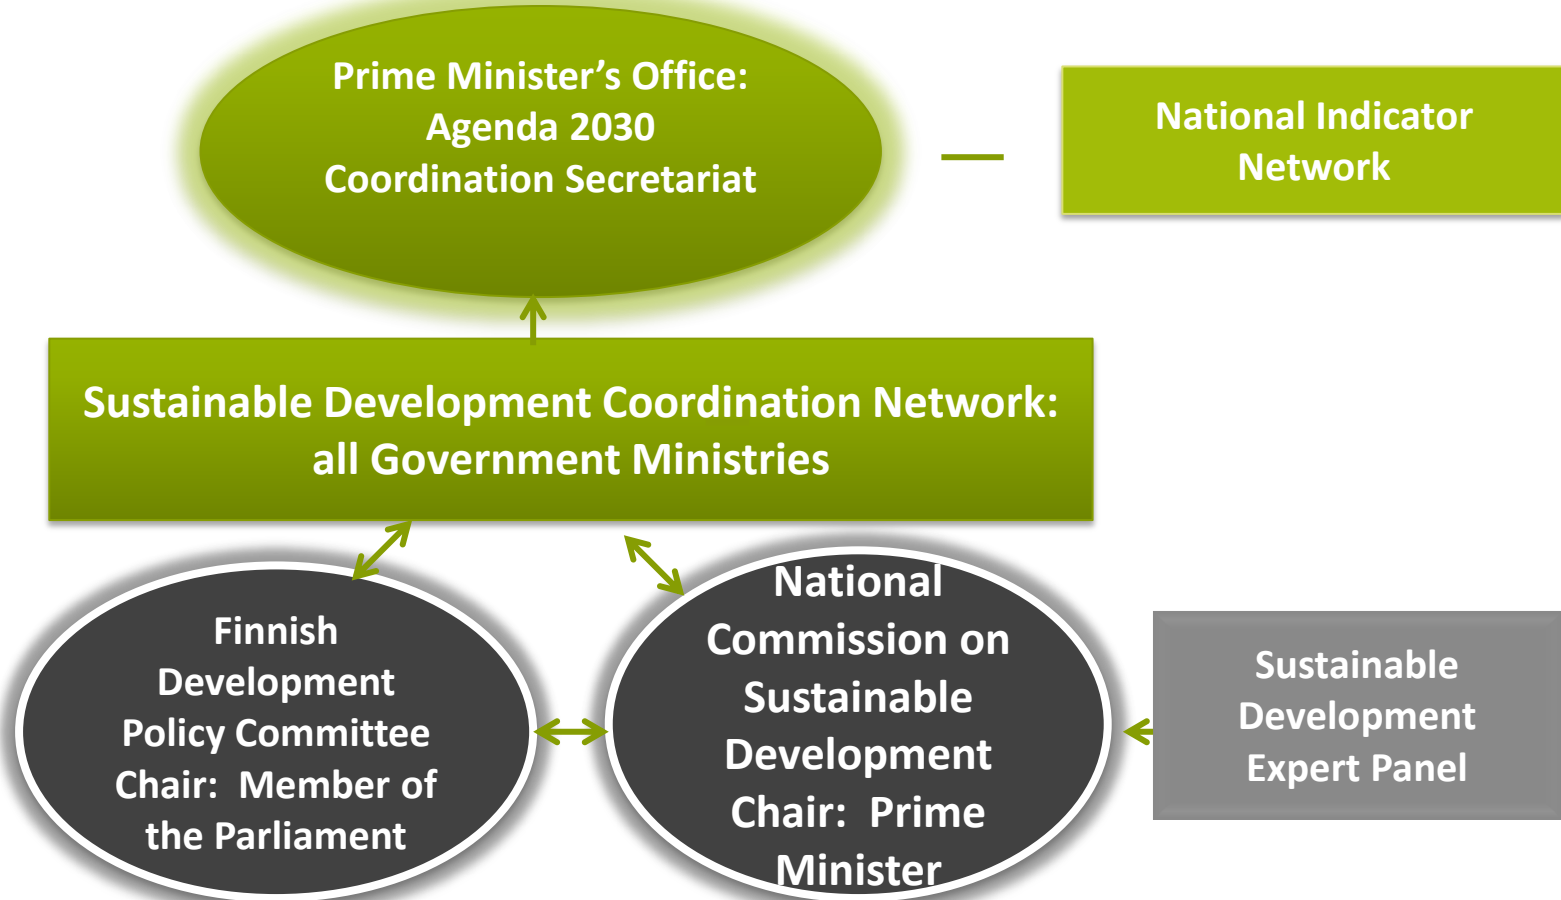 Prime Minister’s Office:
Agenda 2030
Coordination Secretariat
National Indicator
Network
Sustainable Development Coordination Network:
all Government Ministries
Finnish
Development
Policy Committee
Chair:  Member of
the Parliament
National
Commission on
Sustainable
Development
Chair:  Prime
Minister
Sustainable
Development
Expert Panel